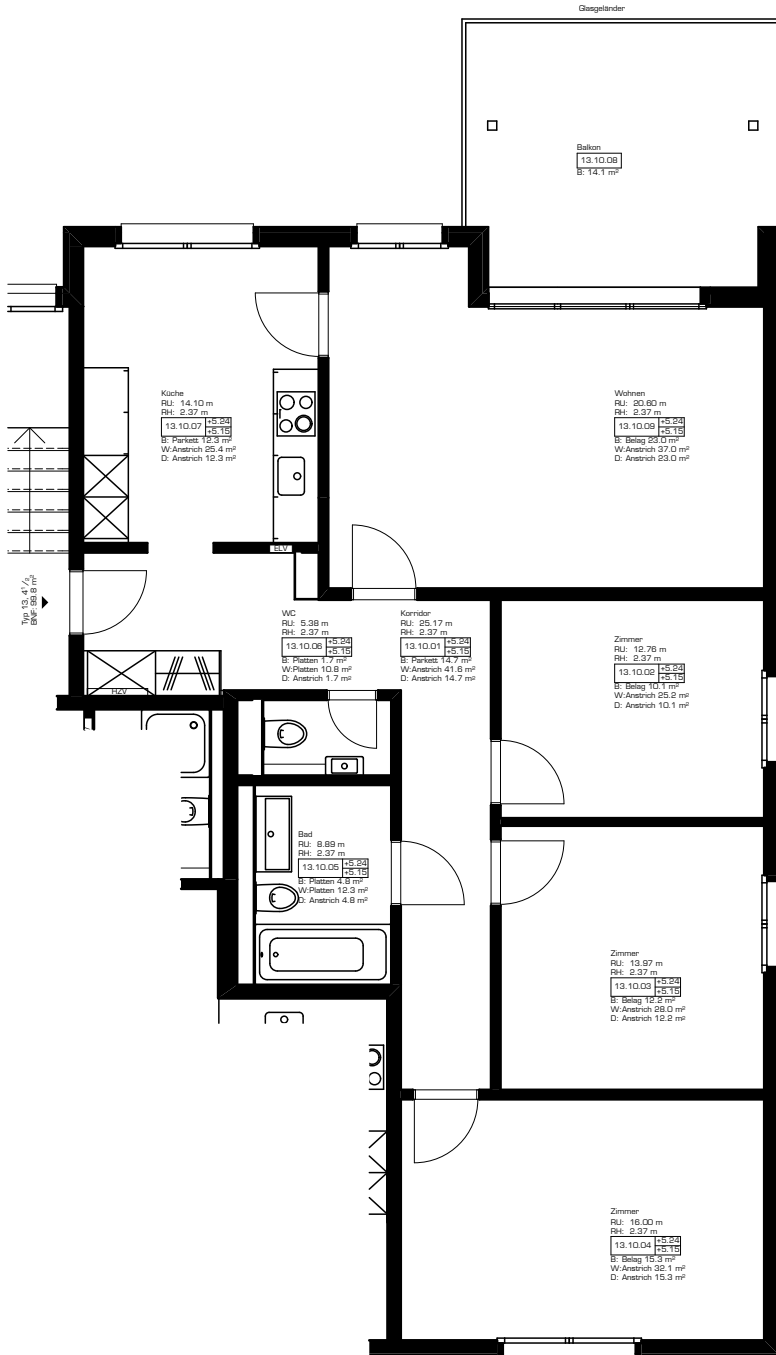 Glasgeländer
Balkon
13.10.08
B: 14.1 m²
Küche
RU: 14.10 m
RH: 2.37 m
13.10.07 +5.24
+5.15
B: Parkett 12.3 m²
W:Anstrich 25.4 m²
D: Anstrich 12.3 m²
Wohnen
RU: 20.60 m
RH: 2.37 m
13.10.09 +5.24
+5.15
B: Belag 23.0 m²
W:Anstrich 37.0 m²
D: Anstrich 23.0 m²
ELV
Typ 13, 4¹/₂
BNF: 99.8 m²
WC
RU: 5.38 m
RH: 2.37 m
13.10.06 +5.24
+5.15
B: Platten 1.7 m²
W:Platten 10.8 m²
D: Anstrich 1.7 m²
Korridor
RU: 25.17 m
RH: 2.37 m
13.10.01 +5.24
+5.15
B: Parkett 14.7 m²
W:Anstrich 41.6 m²
D: Anstrich 14.7 m²
Zimmer
RU: 12.76 m
RH: 2.37 m
13.10.02 +5.24
+5.15
B: Belag 10.1 m²
W:Anstrich 25.2 m²
D: Anstrich 10.1 m²
HZV
Bad
RU: 8.89 m
RH: 2.37 m
13.10.05 +5.24
+5.15
B: Platten 4.8 m²
W:Platten 12.3 m²
D: Anstrich 4.8 m²
Zimmer
RU: 13.97 m
RH: 2.37 m
13.10.03 +5.24
+5.15
B: Belag 12.2 m²
W:Anstrich 28.0 m²
D: Anstrich 12.2 m²
Zimmer
RU: 16.00 m
RH: 2.37 m
13.10.04 +5.24
+5.15
B: Belag 15.3 m²
W:Anstrich 32.1 m²
D: Anstrich 15.3 m²